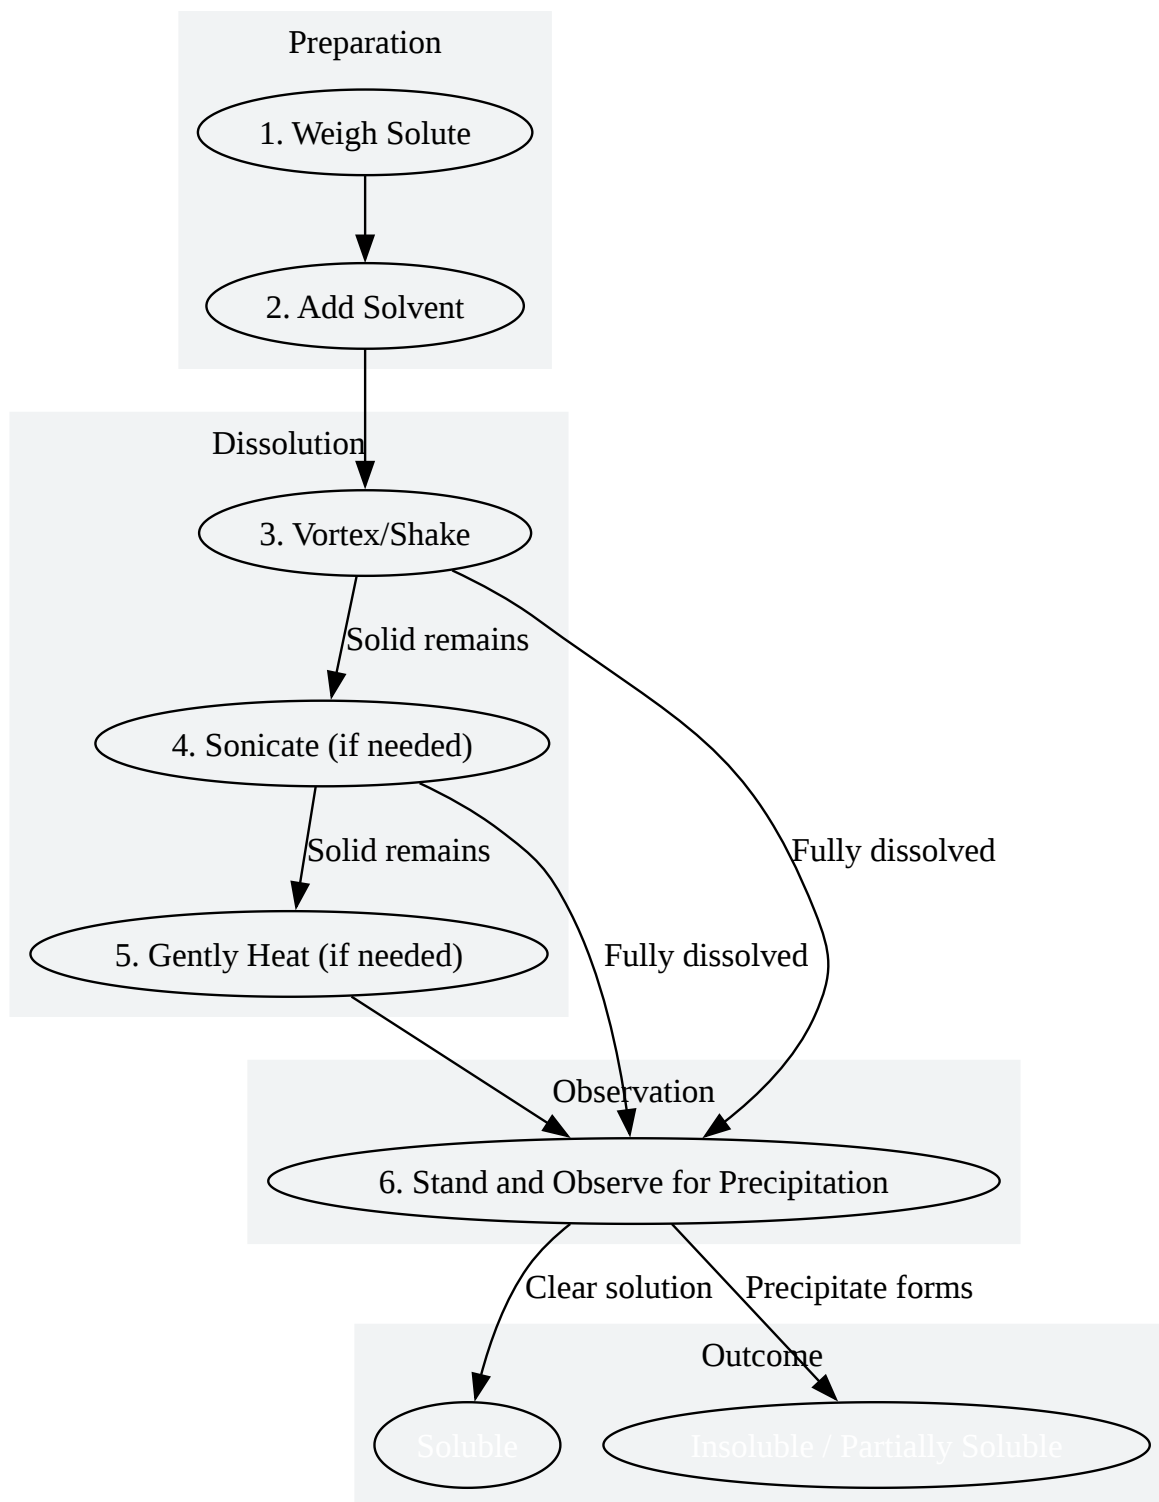 Preparation
1. Weigh Solute
2. Add Solvent
Dissolution
3. Vortex/Shake
Solid remains
4. Sonicate (if needed)
Solid remains
Fully dissolved
5. Gently Heat (if needed)
Fully dissolved
Observation
6. Stand and Observe for Precipitation
Clear solution
Precipitate forms
Outcome
Soluble
Insoluble / Partially Soluble